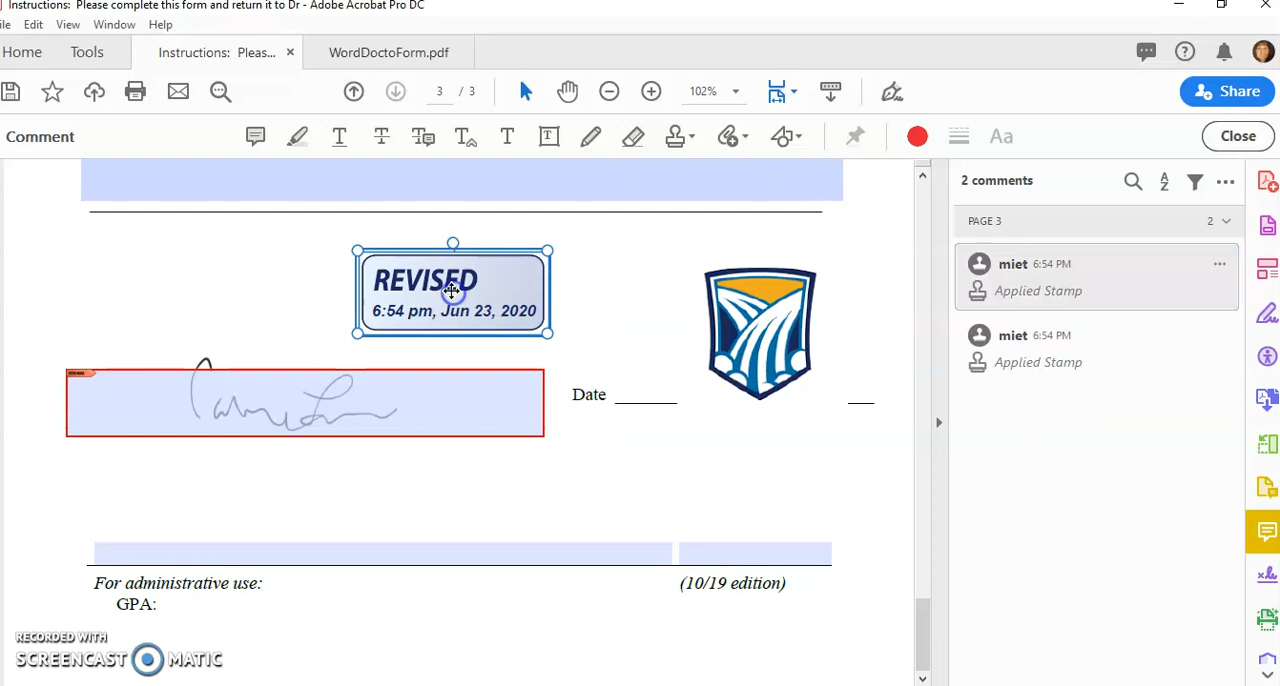 Instructions: Please complete this form and return it to Dr - Adobe Acrobat Pro DC
ile Edit View Window Help
Home Tools Instructions: Pleas... × WordDoctoForm.pdf
3 / 3 102% Share
Comment Aa Close
2 comments
PAGE 3 2
miet 6:54 PM ...
Applied Stamp
miet 6:54 PM
Applied Stamp
REVISED
6:54 pm, Jun 23, 2020
Date
For administrative use: (10/19 edition)
GPA:
RECORDED WITH
SCREENCAST MATIC